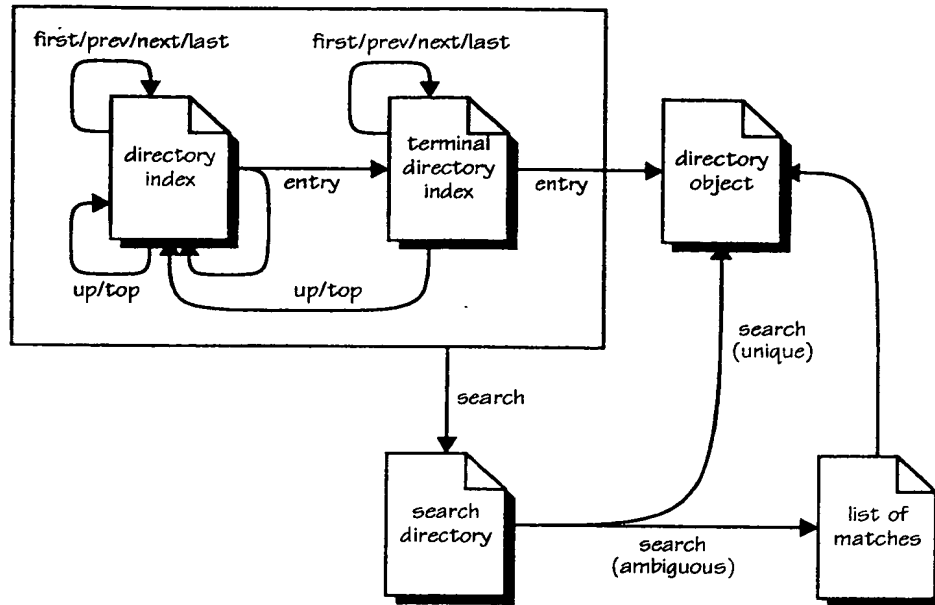 first/prev/next/last
first/prev/next/last
directory
index
entry
terminal
directory
index
entry
directory
object
up/top
up/top
search
(unique)
search
search
directory
search
(ambiguous)
list of
matches